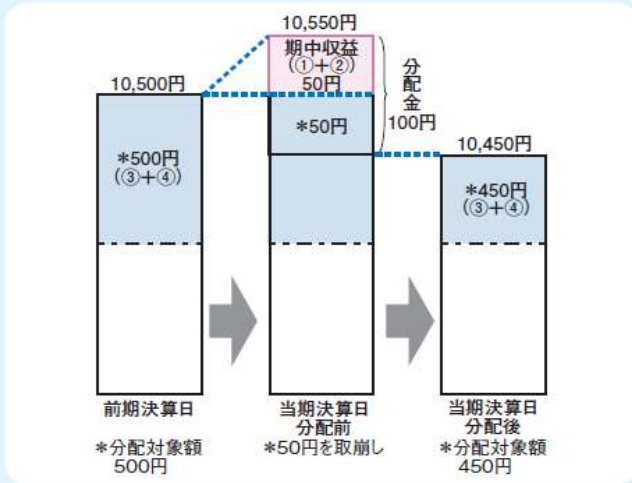 10,550円
期中収益
(①+②)
50円
分配金
100円
10,500円
*50円
10,450円
*500円
(③+④)
*450円
(③+④)
前期決算日
*分配対象額
500円
当期決算日
分配前
*50円を取崩し
当期決算日
分配後
*分配対象額
450円